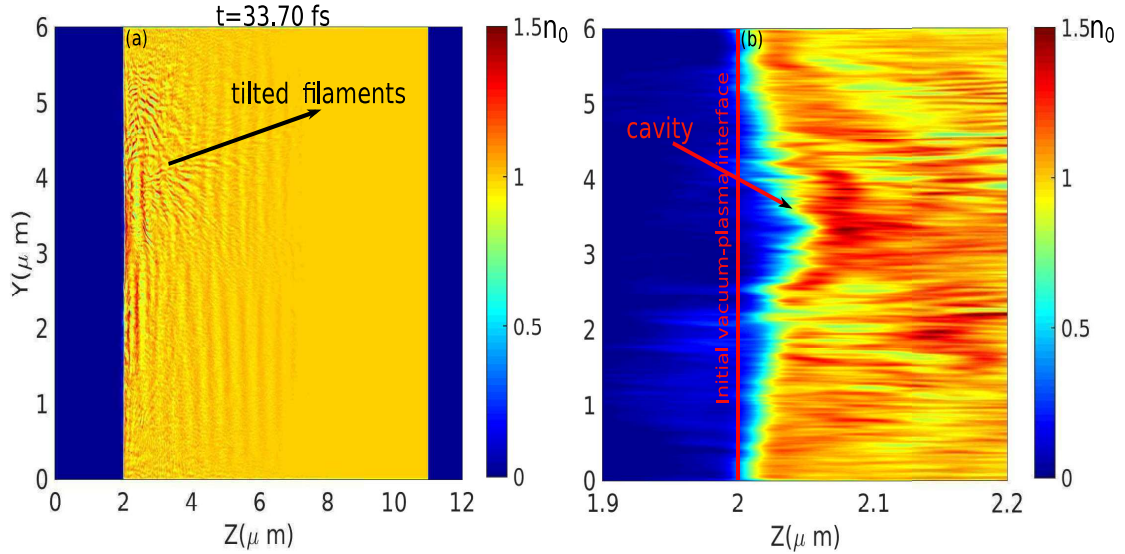 t=33.70 fs
(a)
tilted filaments
Y(μ m)
6
5
4
3
2
1
0
0 2 4 6 8 10 12
Z(μ m)
1.5n₀
1
0.5
0
(b)
cavity
Initial vacuum-plasma interface
6
5
4
3
2
1
0
1.9 2 2.1 2.2
Z(μ m)
1.5n₀
1
0.5
0